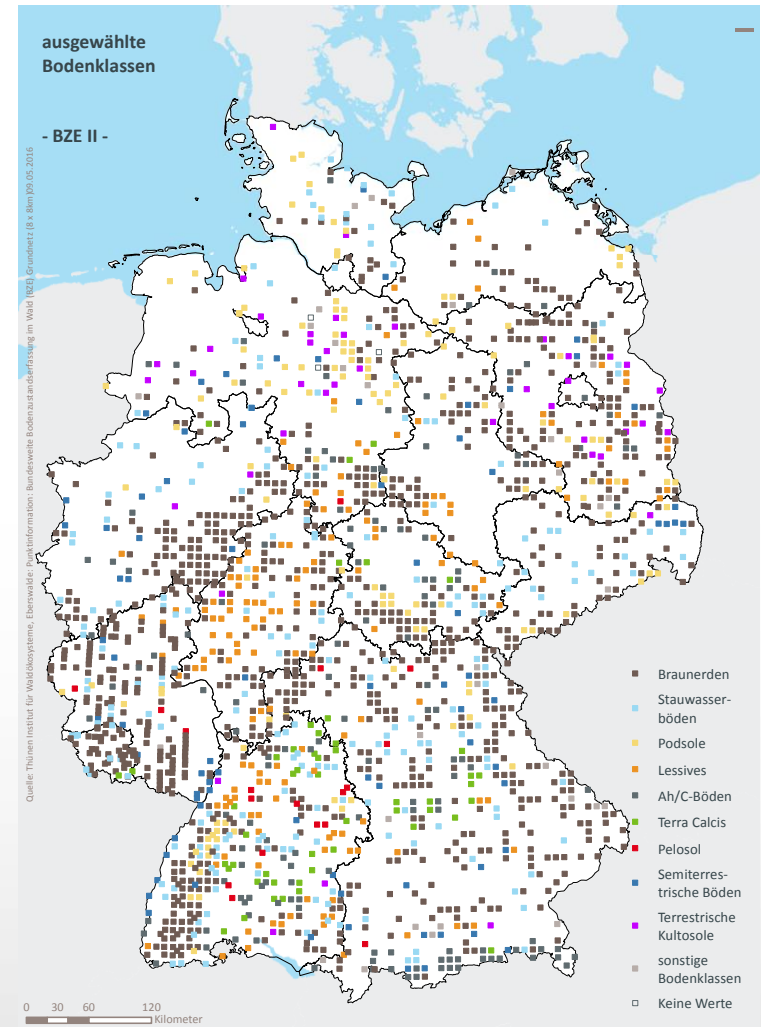 ausgewählte
Bodenklassen
- BZE II -
Quelle: Thünen Institut für Waldökosysteme, Eberswalde: Punktinformation: Bundesweite Bodenzustandserfassung im Wald (BZE) Grundnetz (8 x 8km)09.05.2016
Braunerden
Stauwasser-
böden
Podsole
Lessives
Ah/C-Böden
Terra Calcis
Pelosol
Semiterres-
trische Böden
Terrestrische
Kultosole
sonstige
Bodenklassen
Keine Werte
0 30 60 120
Kilometer